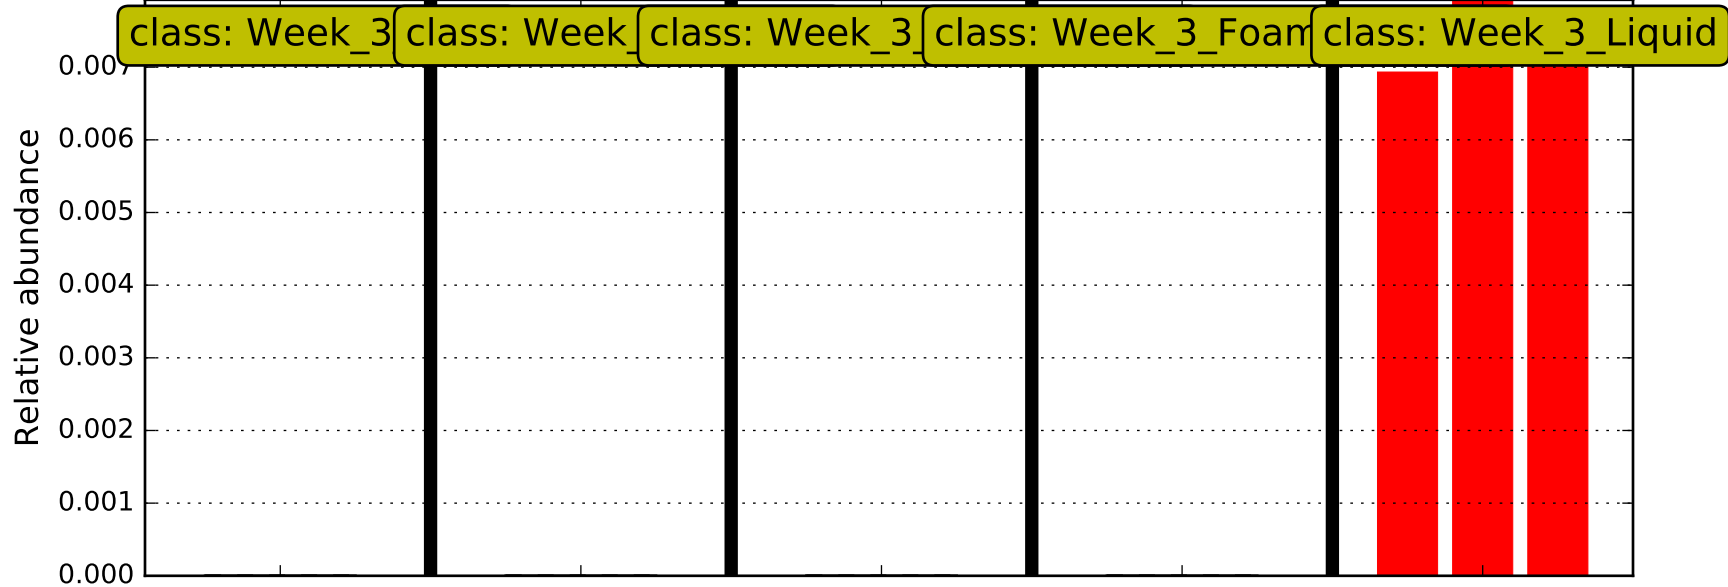 class: Week_3
class: Week_
class: Week_3_
class: Week_3_Foam
class: Week_3_Liquid
Relative abundance
0.007
0.006
0.005
0.004
0.003
0.002
0.001
0.000